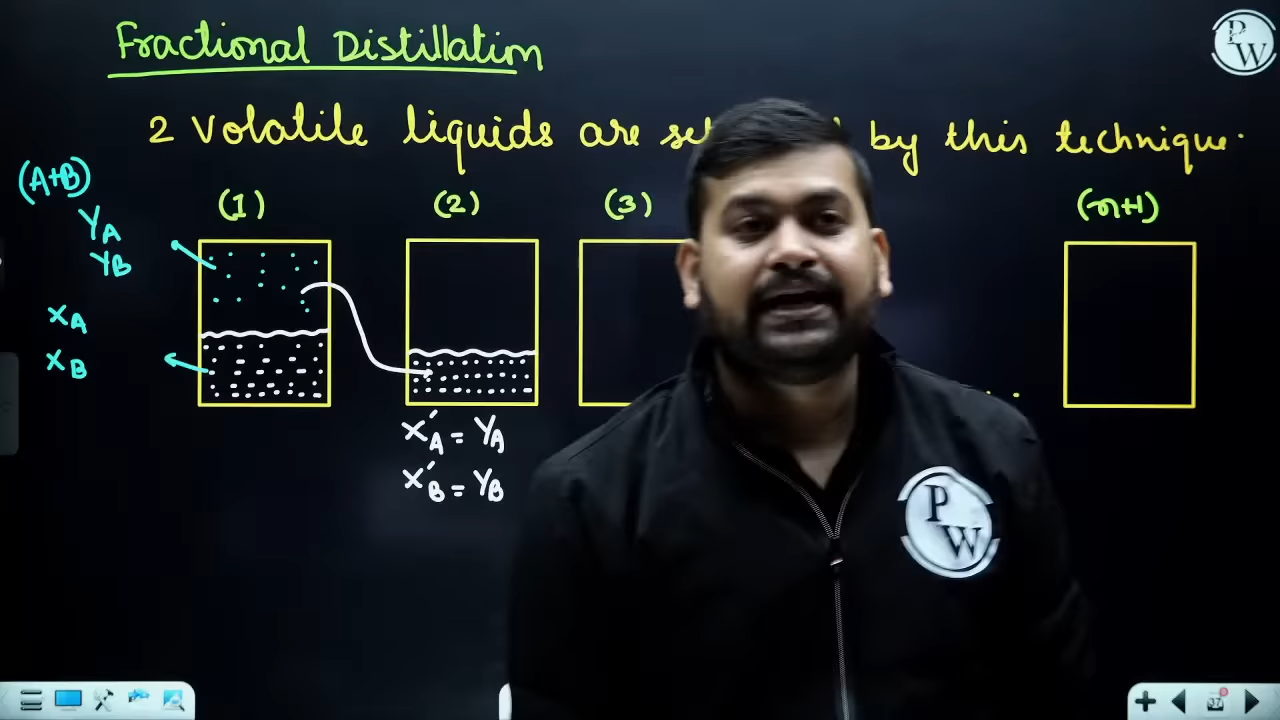 Fractional Distillation
2 Volatile liquids are by this technique.
(A+B)
(1) (2) (3) (n+1)
YA
YB
XA
XB
X'A = YA
X'B = YB
PW
PW